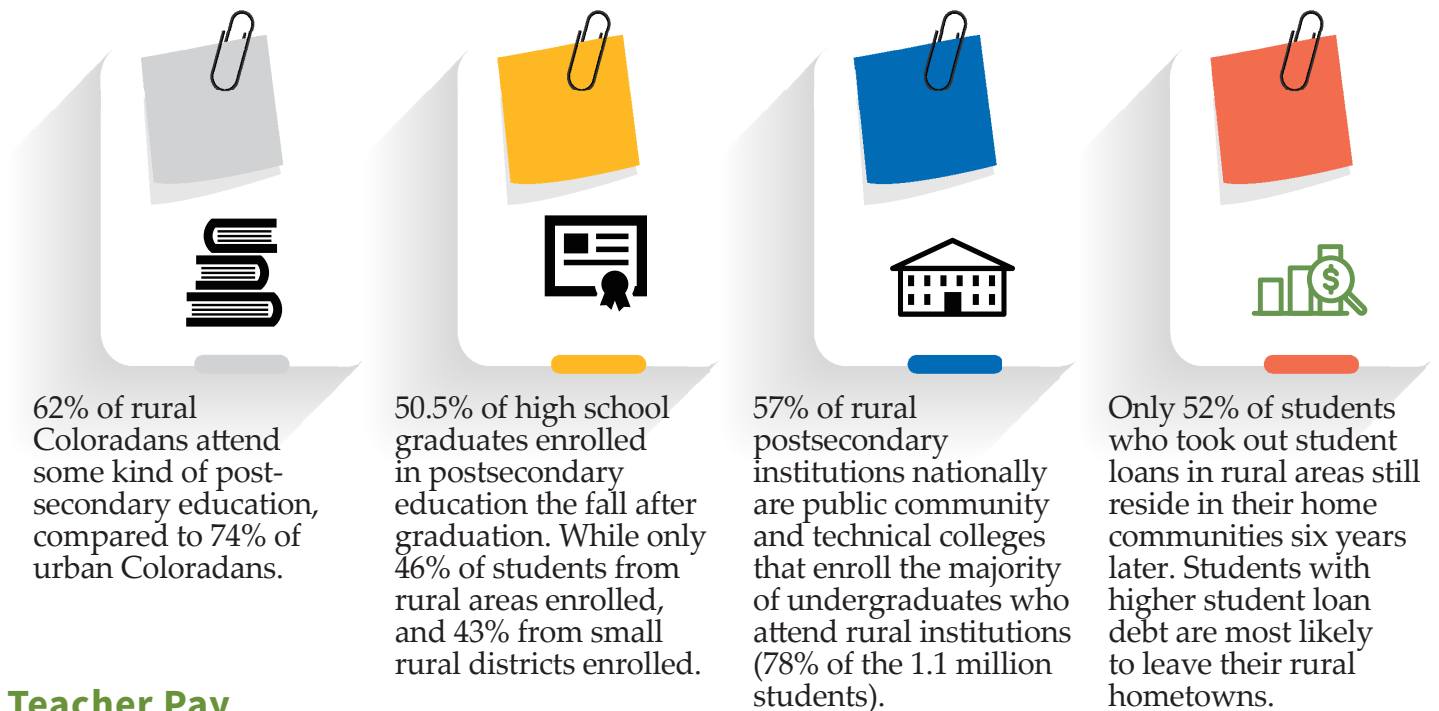 62% of rural
Coloradans attend
some kind of post-
secondary education,
compared to 74% of
urban Coloradans.
50.5% of high school
graduates enrolled
in postsecondary
education the fall after
graduation. While only
46% of students from
rural areas enrolled,
and 43% from small
rural districts enrolled.
57% of rural
postsecondary
institutions nationally
are public community
and technical colleges
that enroll the majority
of undergraduates who
attend rural institutions
(78% of the 1.1 million
students).
$
Only 52% of students
who took out student
loans in rural areas still
reside in their home
communities six years
later. Students with
higher student loan
debt are most likely
to leave their rural
hometowns.
Teacher Pay